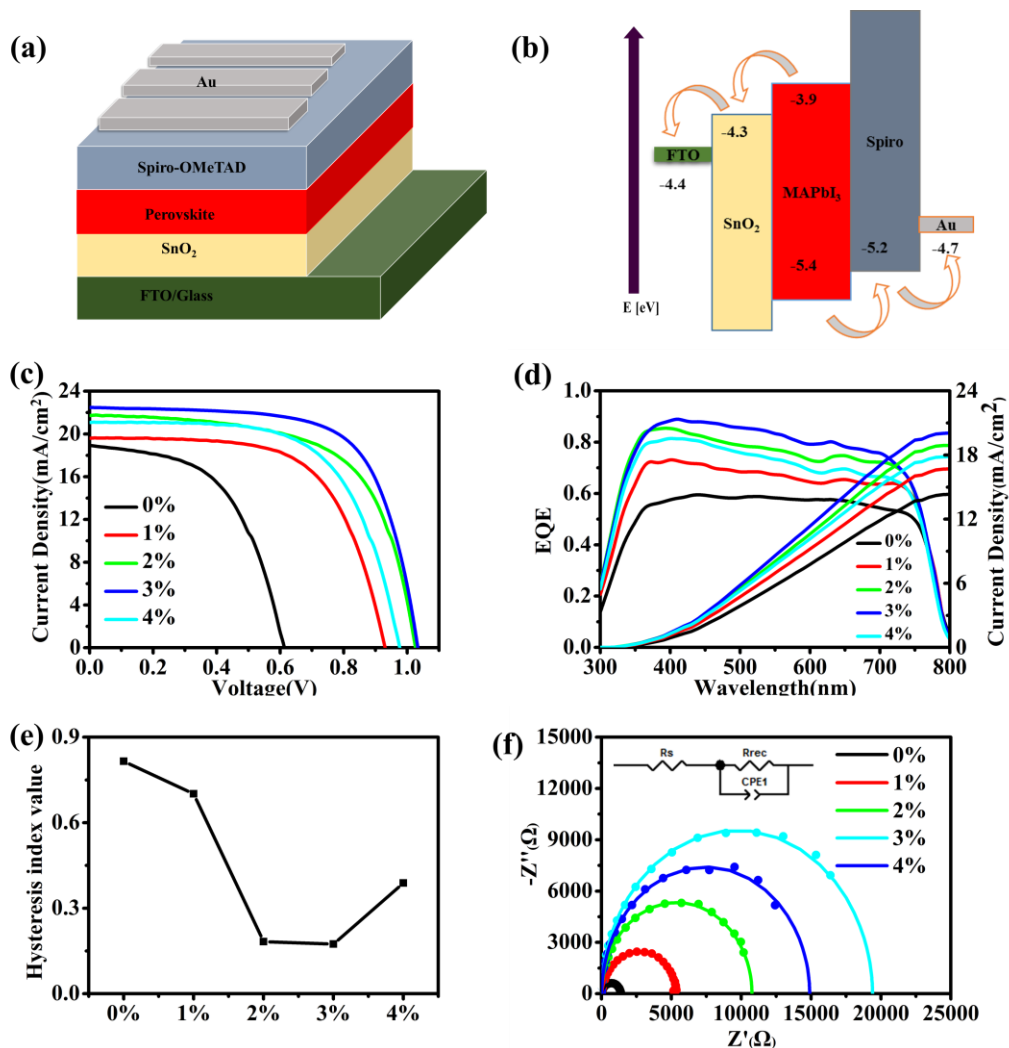 (a)
Au
Spiro-OMeTAD
Perovskite
SnO₂
FTO/Glass
(b)
E [eV]
FTO
-4.4
-4.3
SnO₂
-3.9
MAPbI₃
-5.4
Spiro
-5.2
Au
-4.7
(c)
Current Density(mA/cm²)
24
20
16
12
8
4
0
0.0 0.2 0.4 0.6 0.8 1.0
Voltage(V)
0%
1%
2%
3%
4%
(d)
EQE
1.0
0.8
0.6
0.4
0.2
0.0
300 400 500 600 700 800
Wavelength(nm)
24
18
12
6
0
Current Density(mA/cm²)
0%
1%
2%
3%
4%
(e)
Hysteresis index value
0.9
0.6
0.3
0.0
0% 1% 2% 3% 4%
(f)
-Z''(Ω)
15000
12000
9000
6000
3000
0
0 5000 10000 15000 20000 25000
Z'(Ω)
Rs
Rrec
CPE1
0%
1%
2%
3%
4%